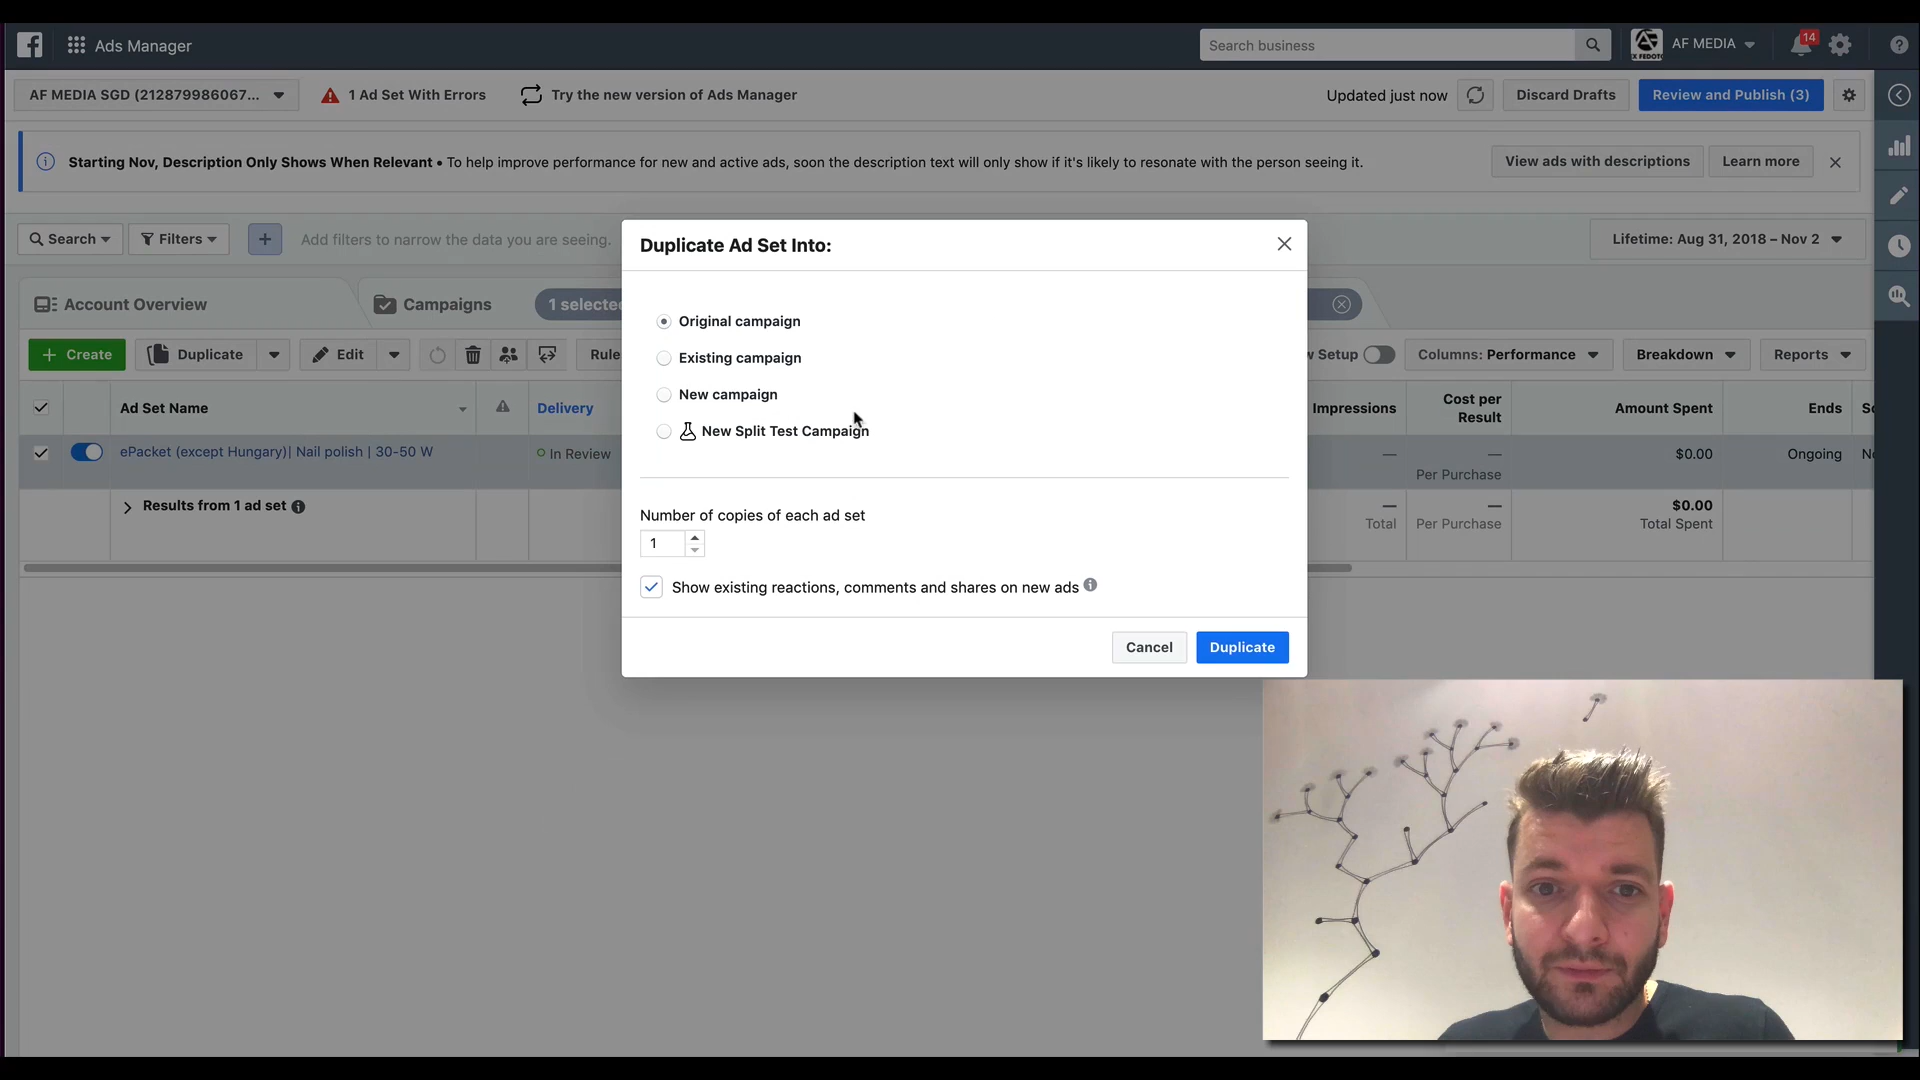 Ads Manager
Search business
AF MEDIA
14
AF MEDIA SGD (212879986067...
1 Ad Set With Errors
Try the new version of Ads Manager
Updated just now
Discard Drafts
Review and Publish (3)
Starting Nov, Description Only Shows When Relevant • To help improve performance for new and active ads, soon the description text will only show if it's likely to resonate with the person seeing it.
View ads with descriptions
Learn more
Search
Filters
Add filters to narrow the data you are seeing.
Lifetime: Aug 31, 2018 – Nov 2
Account Overview
Campaigns
1 selected
Create
Duplicate
Edit
Rule
Setup
Columns: Performance
Breakdown
Reports
Ad Set Name
Delivery
Impressions
Cost per
Result
Amount Spent
Ends
ePacket (except Hungary)| Nail polish | 30-50 W
In Review
—
—
Per Purchase
$0.00
Ongoing
Results from 1 ad set
—
Total
—
Per Purchase
$0.00
Total Spent
Duplicate Ad Set Into:
Original campaign
Existing campaign
New campaign
New Split Test Campaign
Number of copies of each ad set
1
Show existing reactions, comments and shares on new ads
Cancel
Duplicate